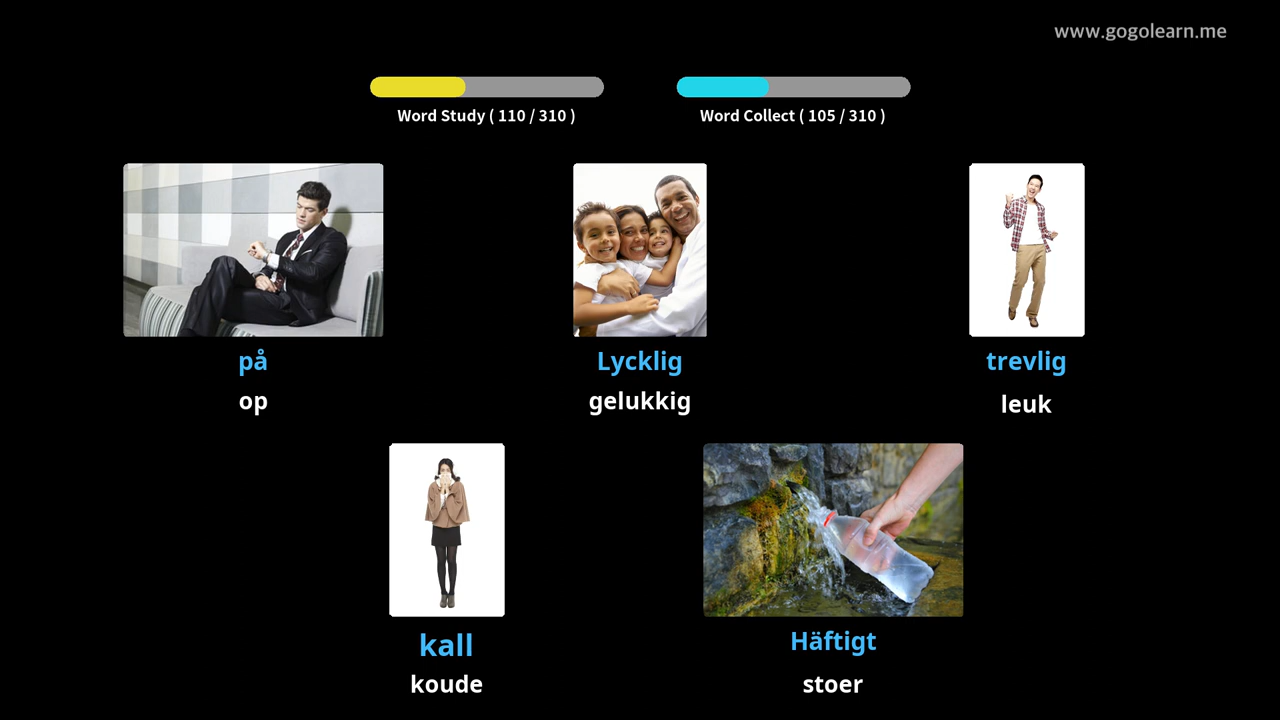 www.gogolearn.me
Word Study ( 110 / 310 )
Word Collect ( 105 / 310 )
på
op
Lycklig
gelukkig
trevlig
leuk
kall
koude
Häftigt
stoer